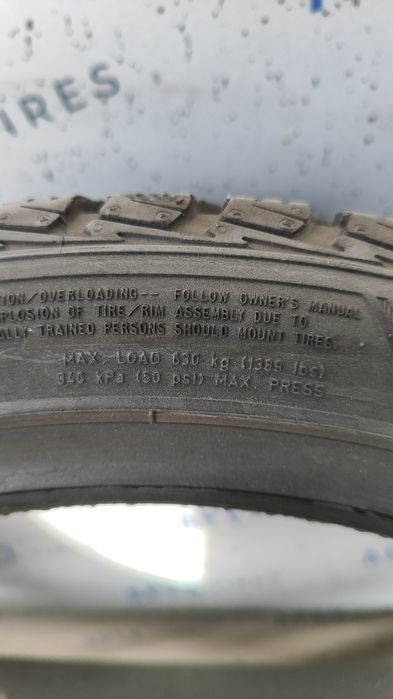 TIRES
ION/OVERLOADING-- FOLLOW OWNER'S MANUAL
PLOSION OF TIRE/RIM ASSEMBLY DUE TO
ALLY TRAINED PERSONS SHOULD MOUNT TIRES.
MAX. LOAD 630 kg (1389 lbs)
340 kPa (50 psi) MAX. PRESS